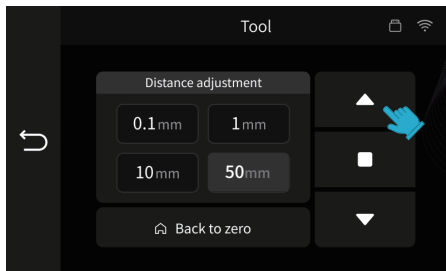 Tool
Distance adjustment
0.1mm 1mm
10mm 50mm
Back to zero